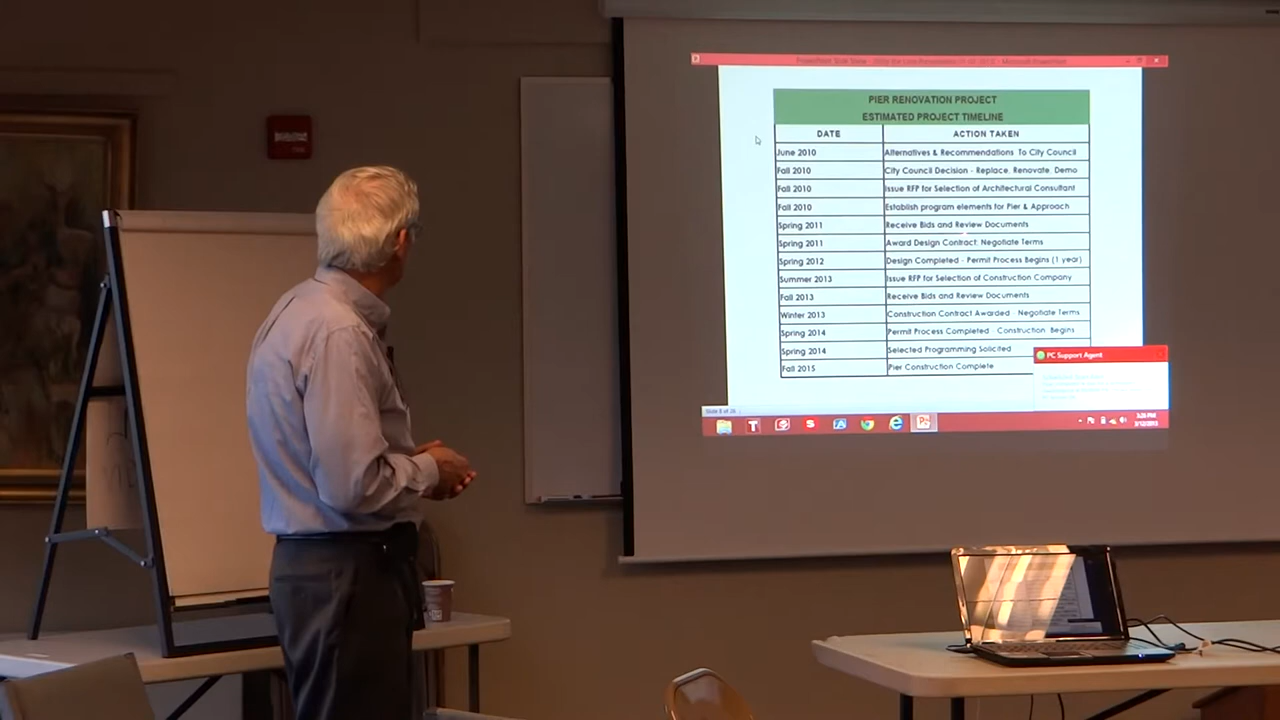 PIER RENOVATION PROJECT
ESTIMATED PROJECT TIMELINE
DATE ACTION TAKEN
June 2010 Alternatives & Recommendations To City Council
Fall 2010 City Council Decision - Replace, Renovate, Demo
Fall 2010 Issue RFP for Selection of Architectural Consultant
Fall 2010 Establish program elements for Pier & Approach
Spring 2011 Receive Bids and Review Documents
Spring 2011 Award Design Contract: Negotiate Terms
Spring 2012 Design Completed - Permit Process Begins (1 year)
Summer 2013 Issue RFP for Selection of Construction Company
Fall 2013 Receive Bids and Review Documents
Winter 2013 Construction Contract Awarded - Negotiate Terms
Spring 2014 Permit Process Completed - Construction Begins
Spring 2014 Selected Programming Solicited
Fall 2015 Pier Construction Complete
PC Support Agent
Slide 8 of 26